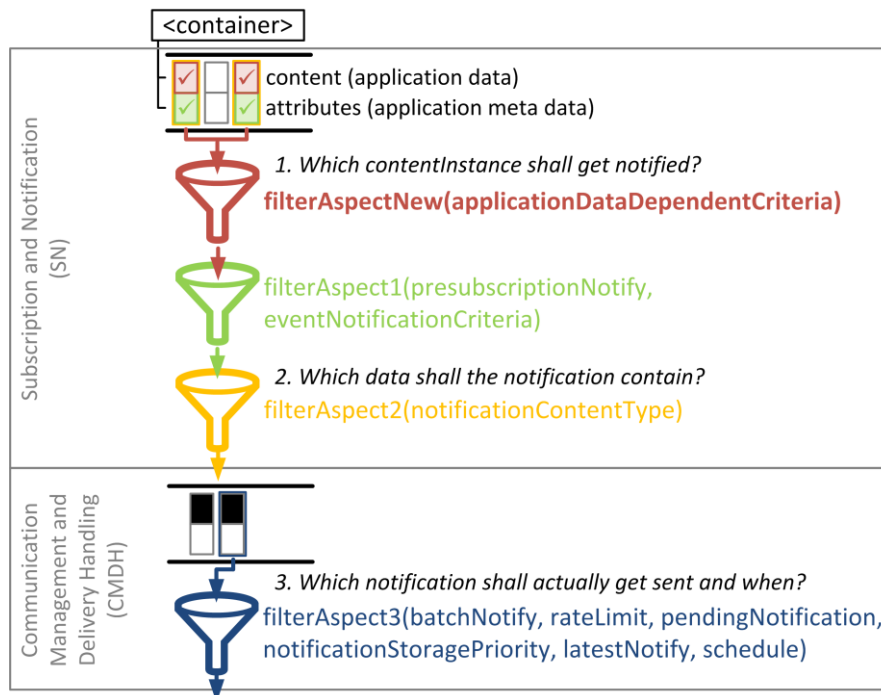 <container>
content (application data)
attributes (application meta data)
1. Which contentInstance shall get notified?
filterAspectNew(applicationDataDependentCriteria)
filterAspect1(presubscriptionNotify,
eventNotificationCriteria)
2. Which data shall the notification contain?
filterAspect2(notificationContentType)
Subscription and Notification
(SN)
3. Which notification shall actually get sent and when?
filterAspect3(batchNotify, rateLimit, pendingNotification,
notificationStoragePriority, latestNotify, schedule)
Communication
Management and
Delivery Handling
(CMDH)